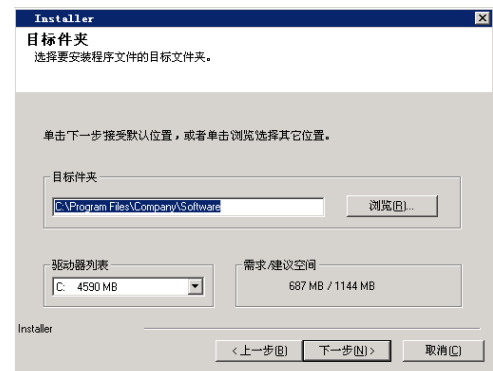 Installer
目标件夹
选择要安装程序文件的目标文件夹。
单击下一步接受默认位置，或者单击浏览选择其它位置。
目标件夹
C:\Program Files\Company\Software
浏览(R)...
驱动器列表
需求/建议空间
C: 4590 MB
687 MB / 1144 MB
Installer
<上一步(B) 下一步(N)> 取消(C)